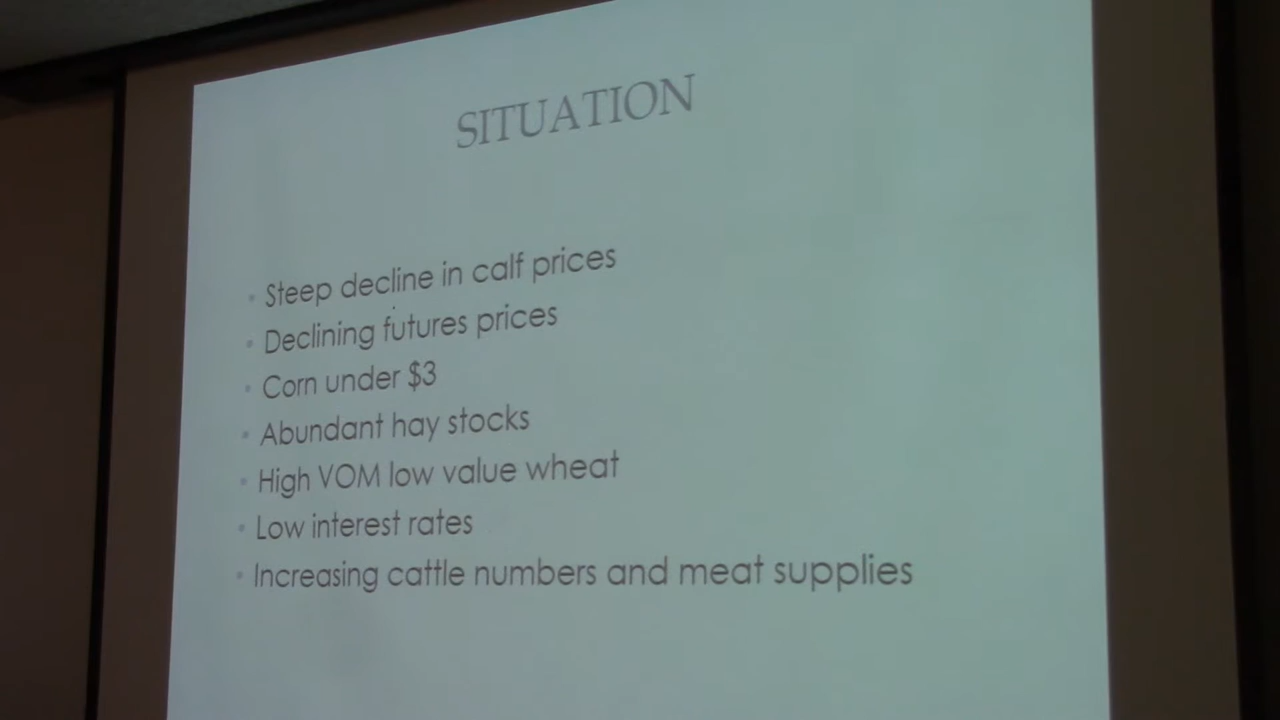 SITUATION
Steep decline in calf prices
Declining futures prices
Corn under $3
Abundant hay stocks
High VOM low value wheat
Low interest rates
Increasing cattle numbers and meat supplies